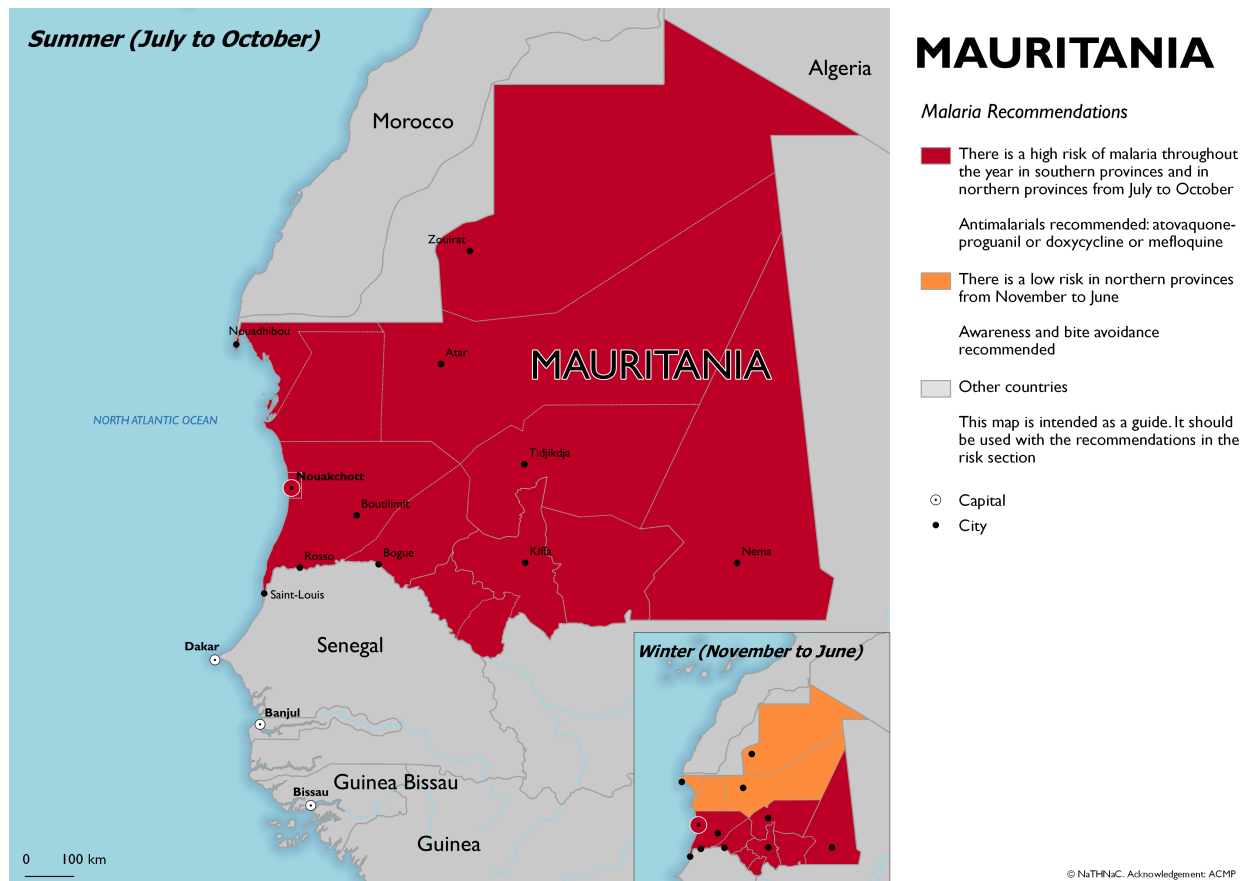 Summer (July to October)
MAURITANIA
Algeria
Morocco
Malaria Recommendations
There is a high risk of malaria throughout
the year in southern provinces and in
northern provinces from July to October
Antimalarials recommended: atovaquone-
proguanil or doxycycline or mefloquine
There is a low risk in northern provinces
from November to June
Awareness and bite avoidance
recommended
Other countries
This map is intended as a guide. It should
be used with the recommendations in the
risk section
Capital
City
Zouirat
Nouadhibou
Atar
MAURITANIA
NORTH ATLANTIC OCEAN
Tidjikdja
Nouakchott
Boutilimit
Rosso
Bogue
Kiffa
Nema
Saint-Louis
Dakar
Senegal
Winter (November to June)
Banjul
Guinea Bissau
Bissau
Guinea
0 100 km
© NaTHNaC. Acknowledgement: ACMP